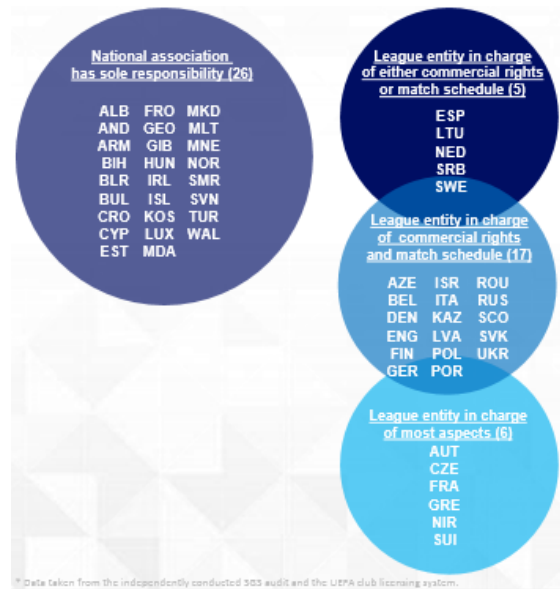 National association
has sole responsibility (26)
ALB FRO MKD
AND GEO MLT
ARM GIB MNE
BIH HUN NOR
BLR IRL SMR
BUL ISL SVN
CRO KOS TUR
CYP LUX WAL
EST MDA
League entity in charge
of either commercial rights
or match schedule (5)
ESP
LTU
NED
SRB
SWE
League entity in charge
of commercial rights
and match schedule (17)
AZE ISR ROU
BEL ITA RUS
DEN KAZ SCO
ENG LVA SVK
FIN POL UKR
GER POR
League entity in charge
of most aspects (6)
AUT
CZE
FRA
GRE
NIR
SUI
* Data taken from the independently conducted SGS audit and the UEFA club licensing system.